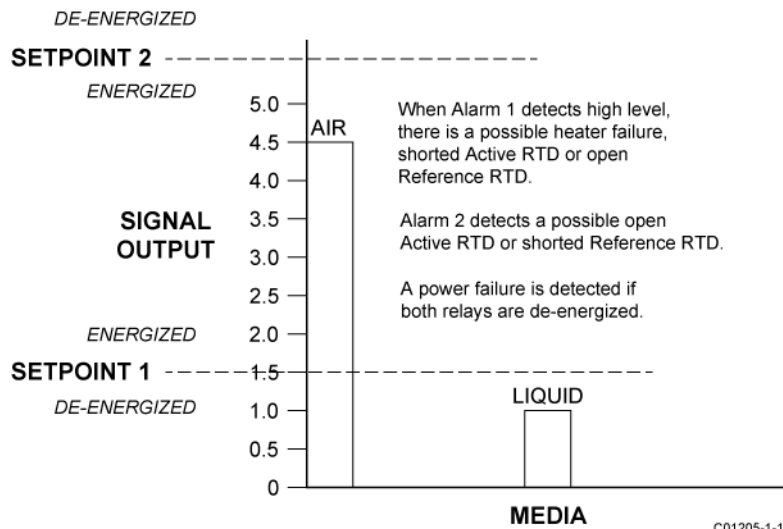 DE-ENERGIZED
SETPOINT 2
ENERGIZED
5.0
AIR
4.5
4.0
SIGNAL
OUTPUT
3.5
3.0
2.5
2.0
ENERGIZED
SETPOINT 1
1.5
DE-ENERGIZED
1.0
0.5
0
When Alarm 1 detects high level,
there is a possible heater failure,
shorted Active RTD or open
Reference RTD.
Alarm 2 detects a possible open
Active RTD or shorted Reference RTD.
A power failure is detected if
both relays are de-energized.
LIQUID
MEDIA
C01205-1-1